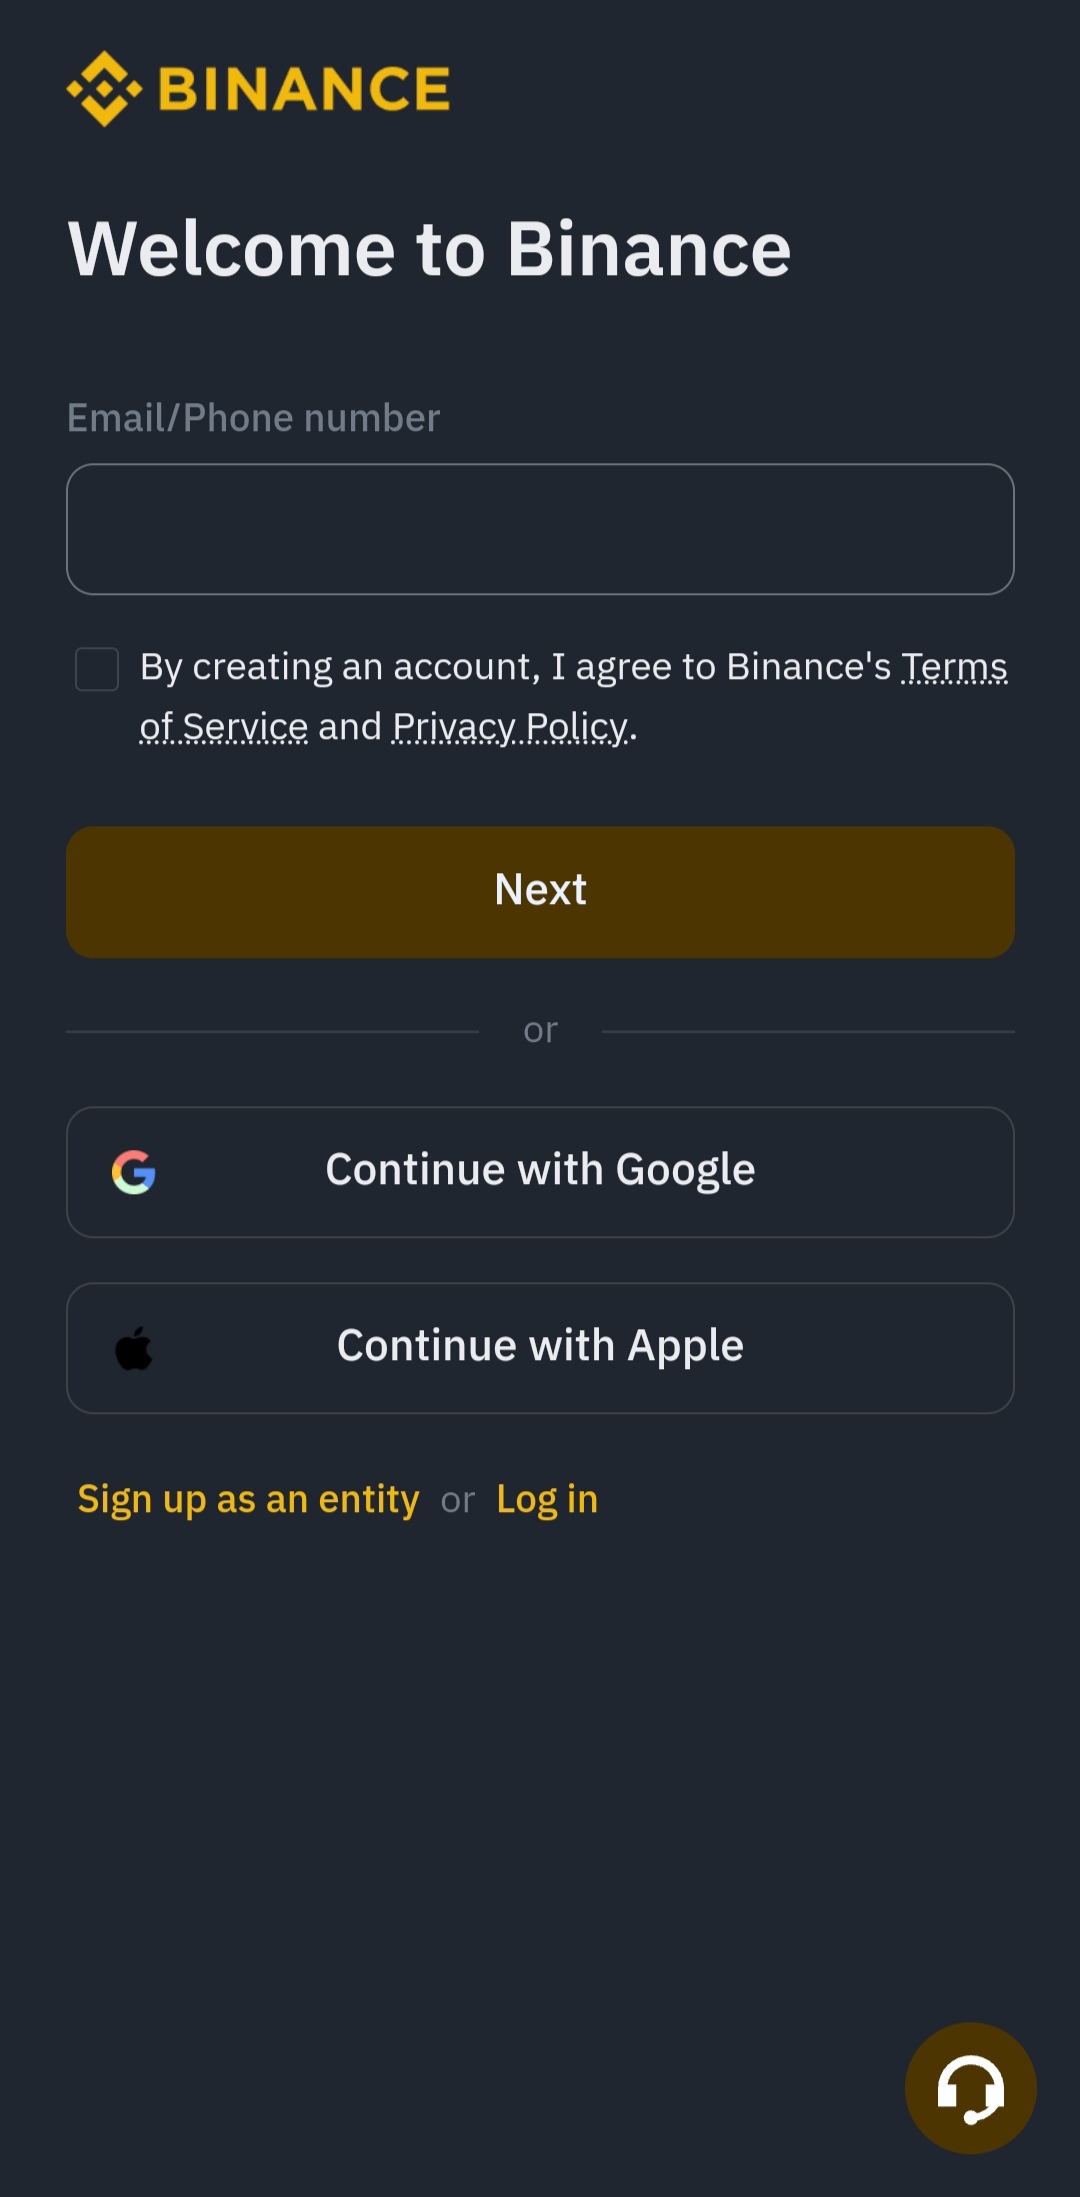 BINANCE
Welcome to Binance
Email/Phone number
By creating an account, I agree to Binance's Terms
of Service and Privacy Policy.
Next
or
Continue with Google
Continue with Apple
Sign up as an entity or Log in